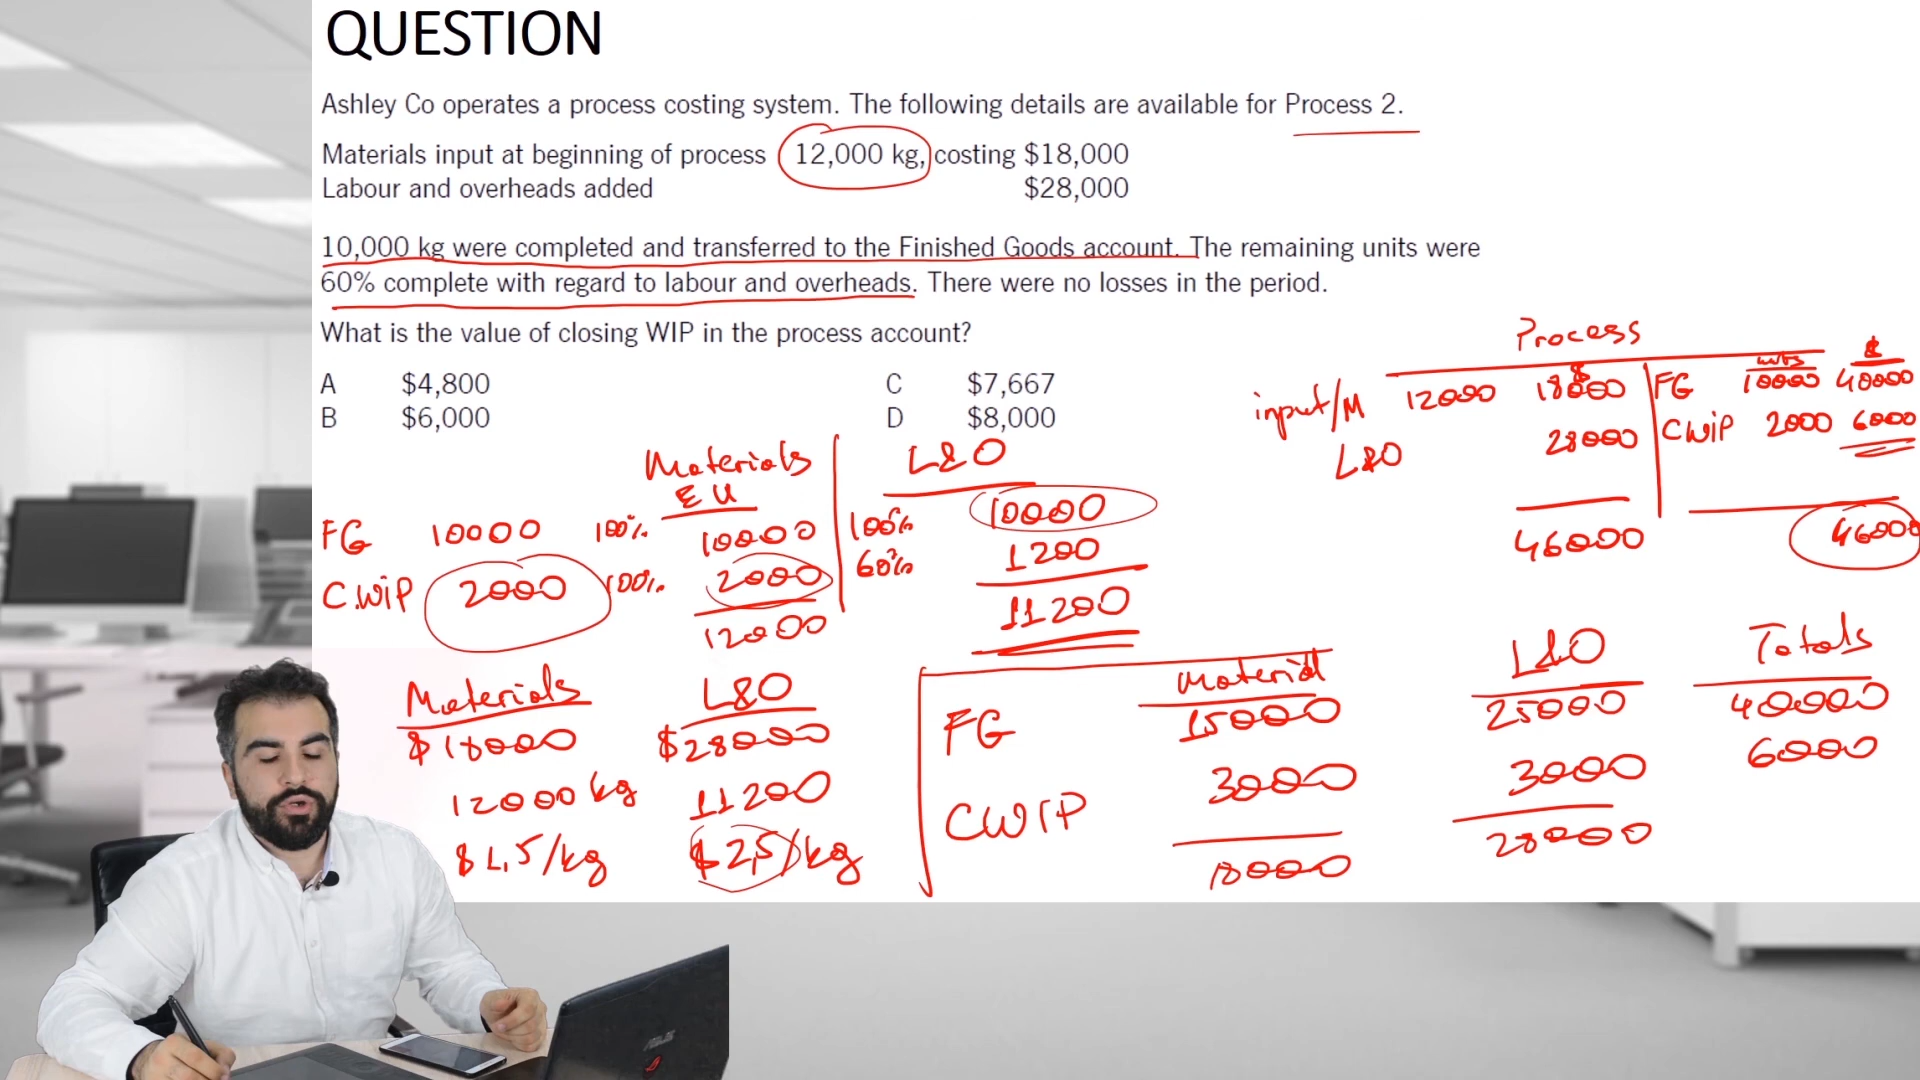 QUESTION
Ashley Co operates a process costing system. The following details are available for Process 2.
Materials input at beginning of process 12,000 kg, costing $18,000
Labour and overheads added $28,000
10,000 kg were completed and transferred to the Finished Goods account. The remaining units were
60% complete with regard to labour and overheads. There were no losses in the period.
What is the value of closing WIP in the process account?
A $4,800 C $7,667
B $6,000 D $8,000
Process
units $
$
input/M 12000 18000 FG 10000 40000
L&O 28000 CWIP 2000 6000
46000 46000
Materials L&O
EU
FG 10000 100% 10000 100% 10000
C.WIP 2000 100% 2000 60% 1200
12000 11200
Materials L&O
$18000 $28000
12000 kg 11200
$1,5/kg $2,5/kg
Material L&O Totals
FG 15000 25000 40000
CWIP 3000 3000 6000
18000 28000
ASUS